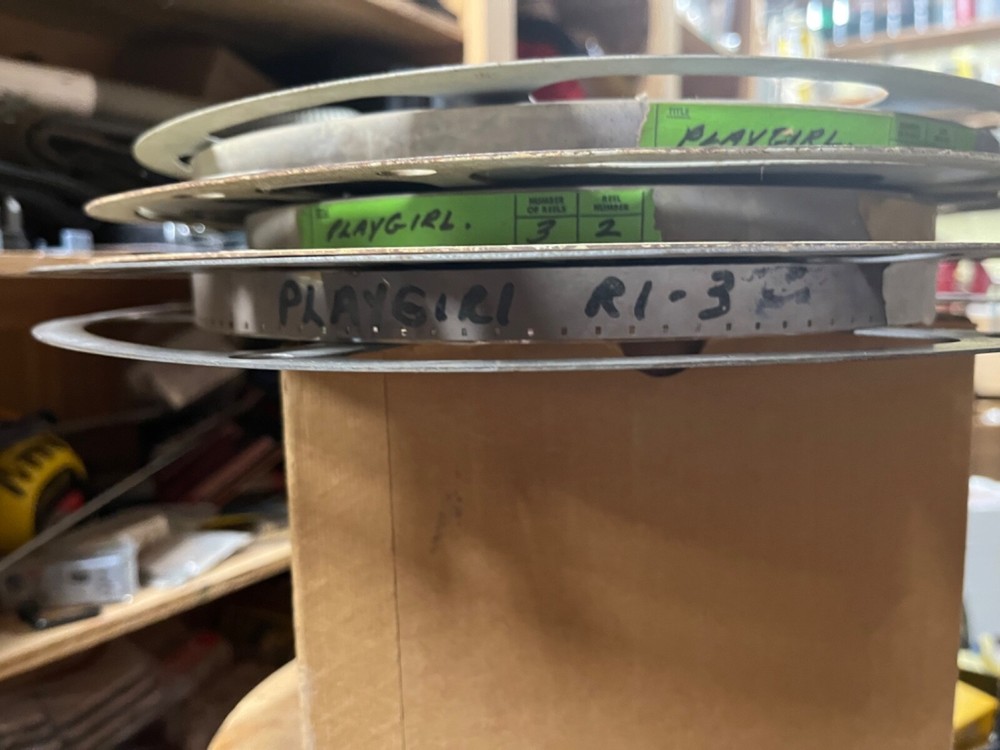 TITLE
PLAYGIRL.
PLAYGIRL.
NUMBER OF REELS
3
REEL NUMBER
2
PLAYGIRL R1-3